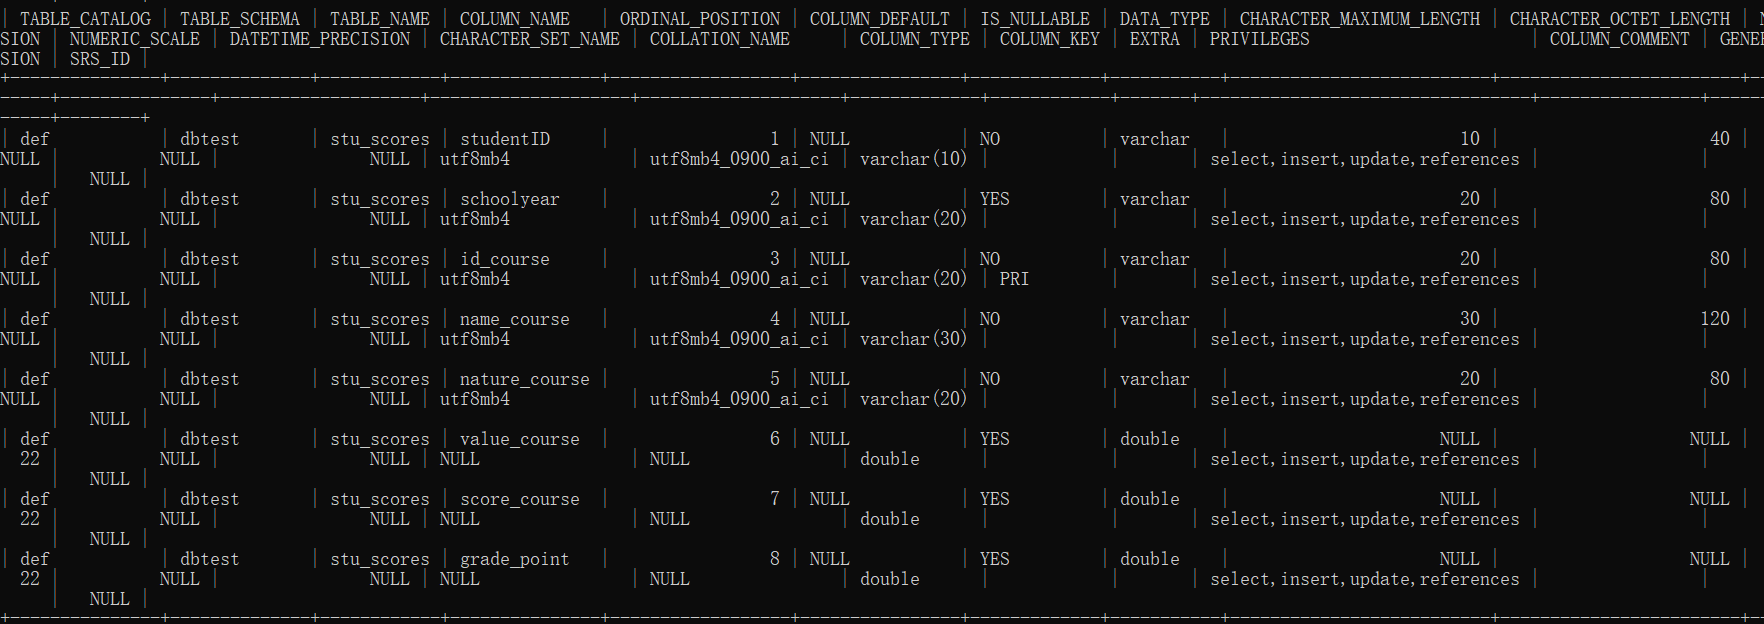 | TABLE_CATALOG | TABLE_SCHEMA | TABLE_NAME | COLUMN_NAME | ORDINAL_POSITION | COLUMN_DEFAULT | IS_NULLABLE | DATA_TYPE | CHARACTER_MAXIMUM_LENGTH | CHARACTER_OCTET_LENGTH |
SION | NUMERIC_SCALE | DATETIME_PRECISION | CHARACTER_SET_NAME | COLLATION_NAME | COLUMN_TYPE | COLUMN_KEY | EXTRA | PRIVILEGES | COLUMN_COMMENT | GENE
SION | SRS_ID |
| def | dbtest | stu_scores | studentID | 1 | NULL | NO | varchar | 10 | 40 |
NULL | NULL | NULL | utf8mb4 | utf8mb4_0900_ai_ci | varchar(10) | | | select,insert,update,references | |
| NULL |
| def | dbtest | stu_scores | schoolyear | 2 | NULL | YES | varchar | 20 | 80 |
NULL | NULL | NULL | utf8mb4 | utf8mb4_0900_ai_ci | varchar(20) | | | select,insert,update,references | |
| NULL |
| def | dbtest | stu_scores | id_course | 3 | NULL | NO | varchar | 20 | 80 |
NULL | NULL | NULL | utf8mb4 | utf8mb4_0900_ai_ci | varchar(20) | PRI | | select,insert,update,references | |
| NULL |
| def | dbtest | stu_scores | name_course | 4 | NULL | NO | varchar | 30 | 120 |
NULL | NULL | NULL | utf8mb4 | utf8mb4_0900_ai_ci | varchar(30) | | | select,insert,update,references | |
| NULL |
| def | dbtest | stu_scores | nature_course | 5 | NULL | NO | varchar | 20 | 80 |
NULL | NULL | NULL | utf8mb4 | utf8mb4_0900_ai_ci | varchar(20) | | | select,insert,update,references | |
| NULL |
| def | dbtest | stu_scores | value_course | 6 | NULL | YES | double | NULL | NULL |
22 | NULL | NULL | NULL | NULL | double | | | select,insert,update,references | |
| NULL |
| def | dbtest | stu_scores | score_course | 7 | NULL | YES | double | NULL | NULL |
22 | NULL | NULL | NULL | NULL | double | | | select,insert,update,references | |
| NULL |
| def | dbtest | stu_scores | grade_point | 8 | NULL | YES | double | NULL | NULL |
22 | NULL | NULL | NULL | NULL | double | | | select,insert,update,references | |
| NULL |